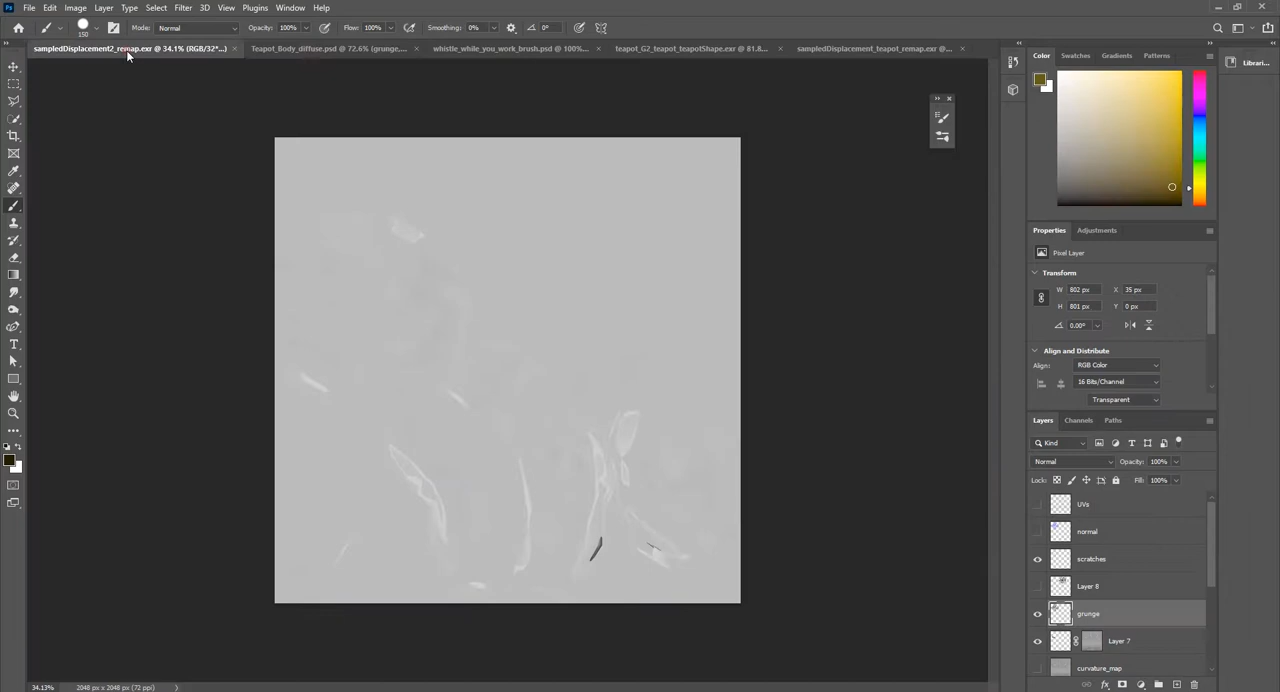 Ps File Edit Image Layer Type Select Filter 3D View Plugins Window Help
150 Mode: Normal Opacity: 100% Flow: 100% Smoothing: 0% 0°
sampledDisplacement2_remap.exr @ 34.1% (RGB/32*...) × Teapot_Body_diffuse.psd @ 72.6% (grunge,... × whistle_while_you_work_brush.psd @ 100%... × teapot_G2_teapot_teapotShape.exr @ 81.8... × sampledDisplacement_teapot_remap.exr @... ×
Color Swatches Gradients Patterns
Librari...
Properties Adjustments
Pixel Layer
Transform
W 802 px X 35 px
H 801 px Y 0 px
0.00°
Align and Distribute
Align: RGB Color
16 Bits/Channel
Transparent
Layers Channels Paths
Kind
Normal Opacity: 100%
Lock: Fill: 100%
UVs
normal
scratches
Layer 8
grunge
Layer 7
curvature_map
34.13% 2048 px x 2048 px (72 ppi)